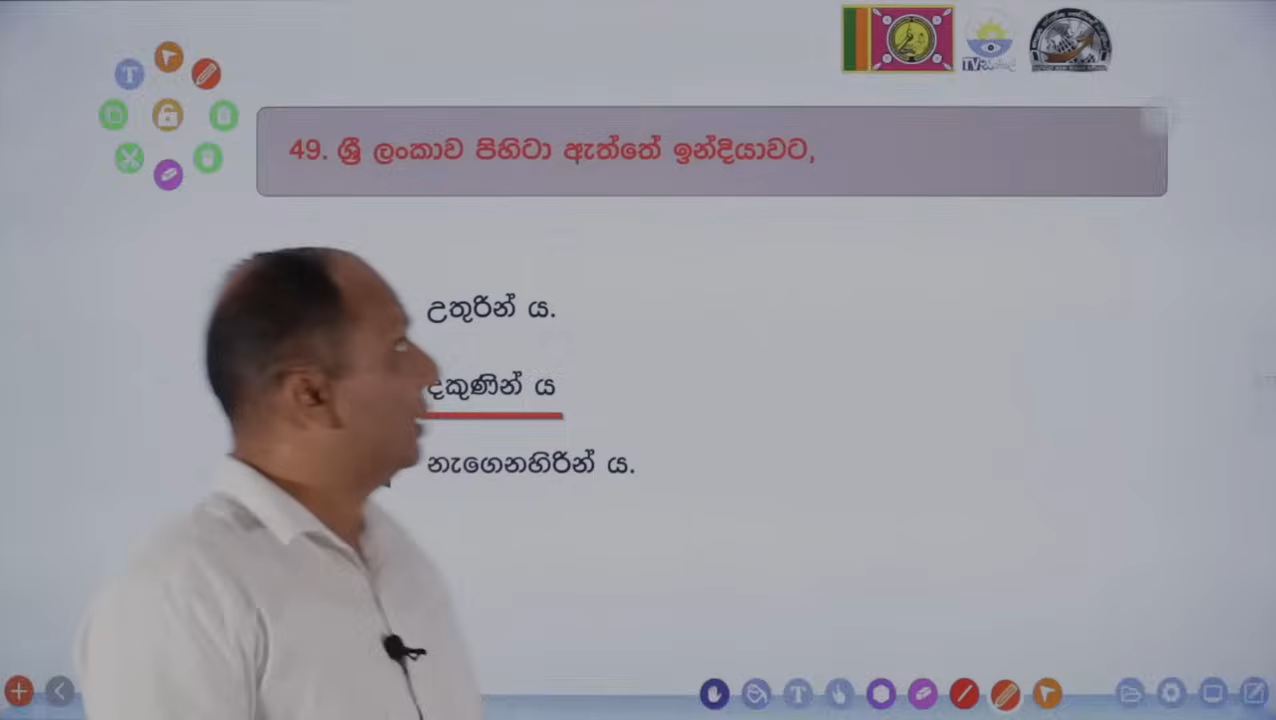 49. ශ්‍රී ලංකාව පිහිටා ඇත්තේ ඉන්දියාවට,
උතුරින් ය.
දකුණින් ය
නැගෙනහිරින් ය.